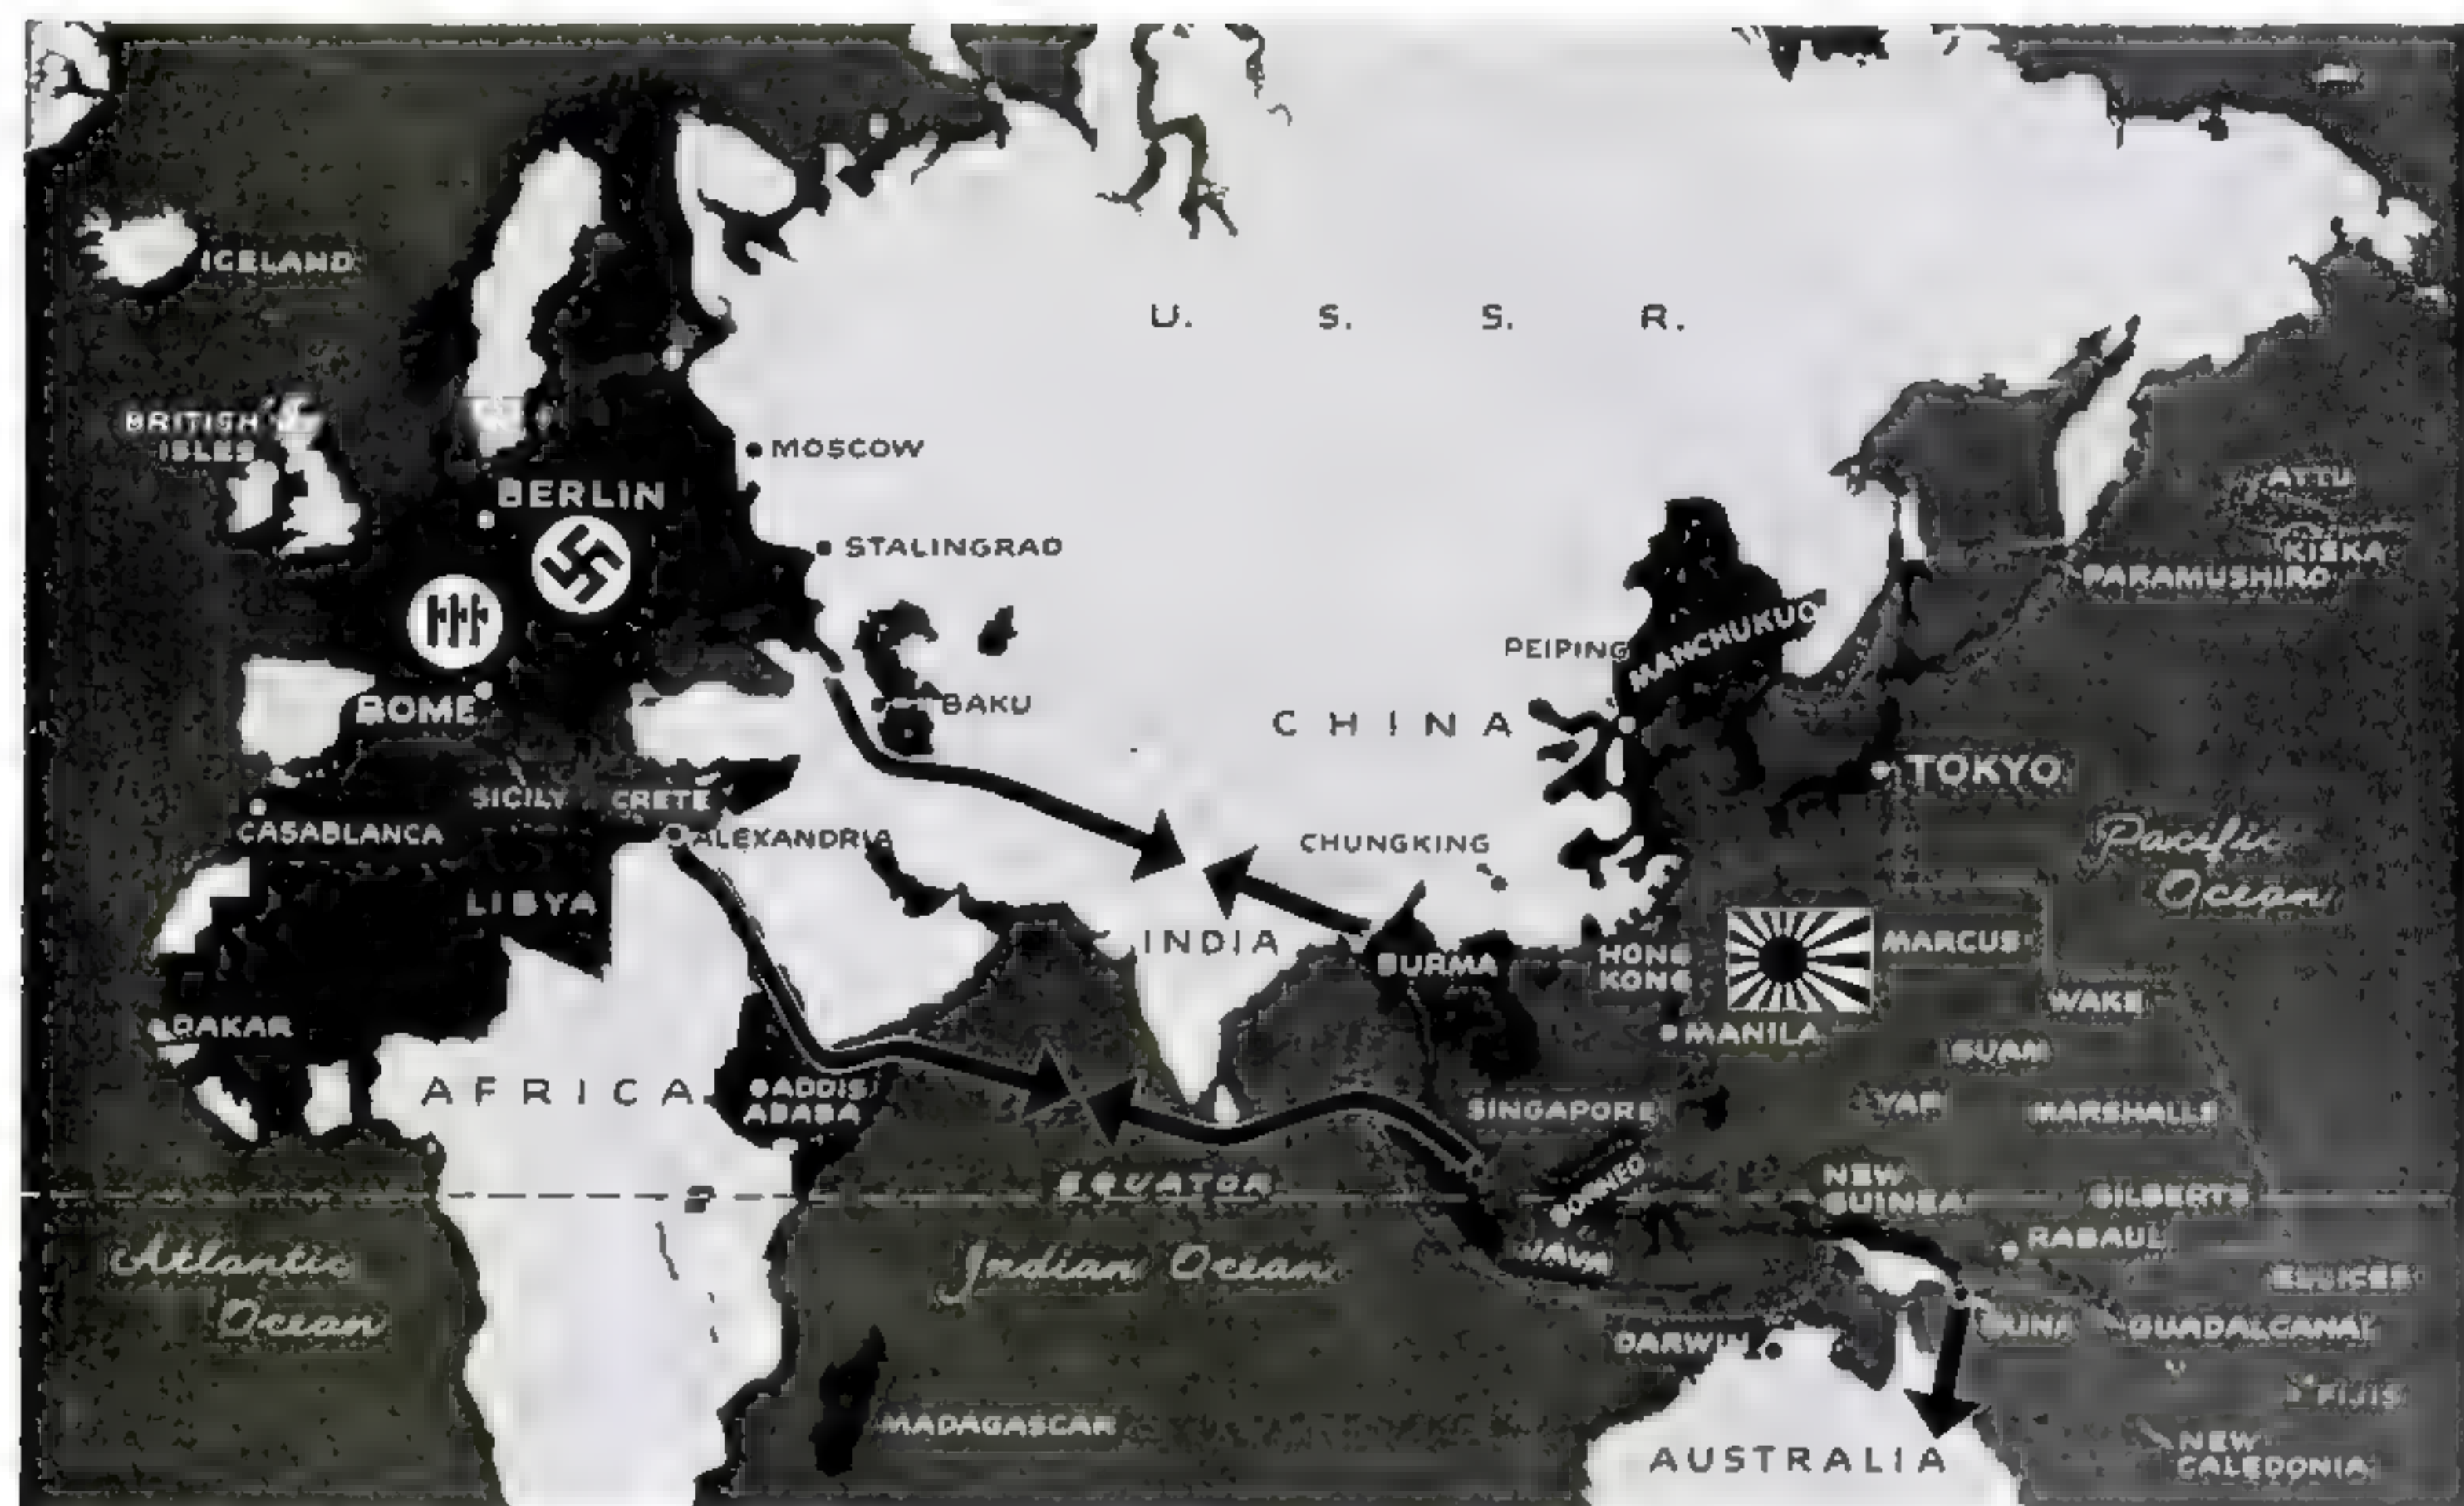 ICELAND
U. S. S. R.
BRITISH
ISLES
MOSCOW
BERLIN
ATTU
STALINGRAD
KISKA
PARAMUSHIRO
MANCHUKUO
PEIPING
ROME
BAKU
CHINA
TOKYO
SICILY
CRETE
CASABLANCA
ALEXANDRIA
CHUNGKING
Pacific
Ocean
LIBYA
INDIA
BURMA
HONG
KONG
MARCUS
WAKE
DAKAR
MANILA
GUAM
AFRICA
ADDIS
ABABA
SINGAPORE
YAP
MARSHALLS
EQUATOR
BORNEO
NEW
GUINEA
GILBERTS
Atlantic
Ocean
Indian Ocean
JAVA
RABAUL
ELLICES
DARWIN
BUNA
GUADALCANAL
FIJIS
MADAGASCAR
AUSTRALIA
NEW
CALEDONIA